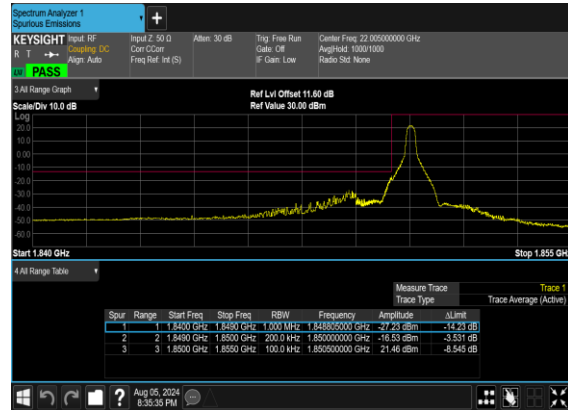 Spectrum Analyzer 1
Spurious Emissions
+
KEYSIGHT Input: RF Input Z: 50 Ω Atten: 30 dB Trig: Free Run Center Freq: 22.005000000 GHz
R T Coupling: DC Corr CCorr Gate: Off Avg|Hold: 1000/1000
Align: Auto Freq Ref: Int (S) IF Gain: Low Radio Std: None
LW PASS
3 All Range Graph
Ref Lvl Offset 11.60 dB
Scale/Div 10.0 dB Ref Value 30.00 dBm
Log
20.0
10.0
0.00
-10.0
-20.0
-30.0
-40.0
-50.0
-60.0
Start 1.840 GHz Stop 1.855 GHz
4 All Range Table
Measure Trace Trace 1
Trace Type Trace Average (Active)
Spur Range Start Freq Stop Freq RBW Frequency Amplitude ΔLimit
1 1 1.8400 GHz 1.8490 GHz 1.000 MHz 1.848805000 GHz -27.23 dBm -14.23 dB
2 2 1.8490 GHz 1.8500 GHz 200.0 kHz 1.850000000 GHz -16.53 dBm -3.531 dB
3 3 1.8500 GHz 1.8550 GHz 100.0 kHz 1.850500000 GHz 21.46 dBm -8.545 dB
? Aug 05, 2024
8:35:35 PM